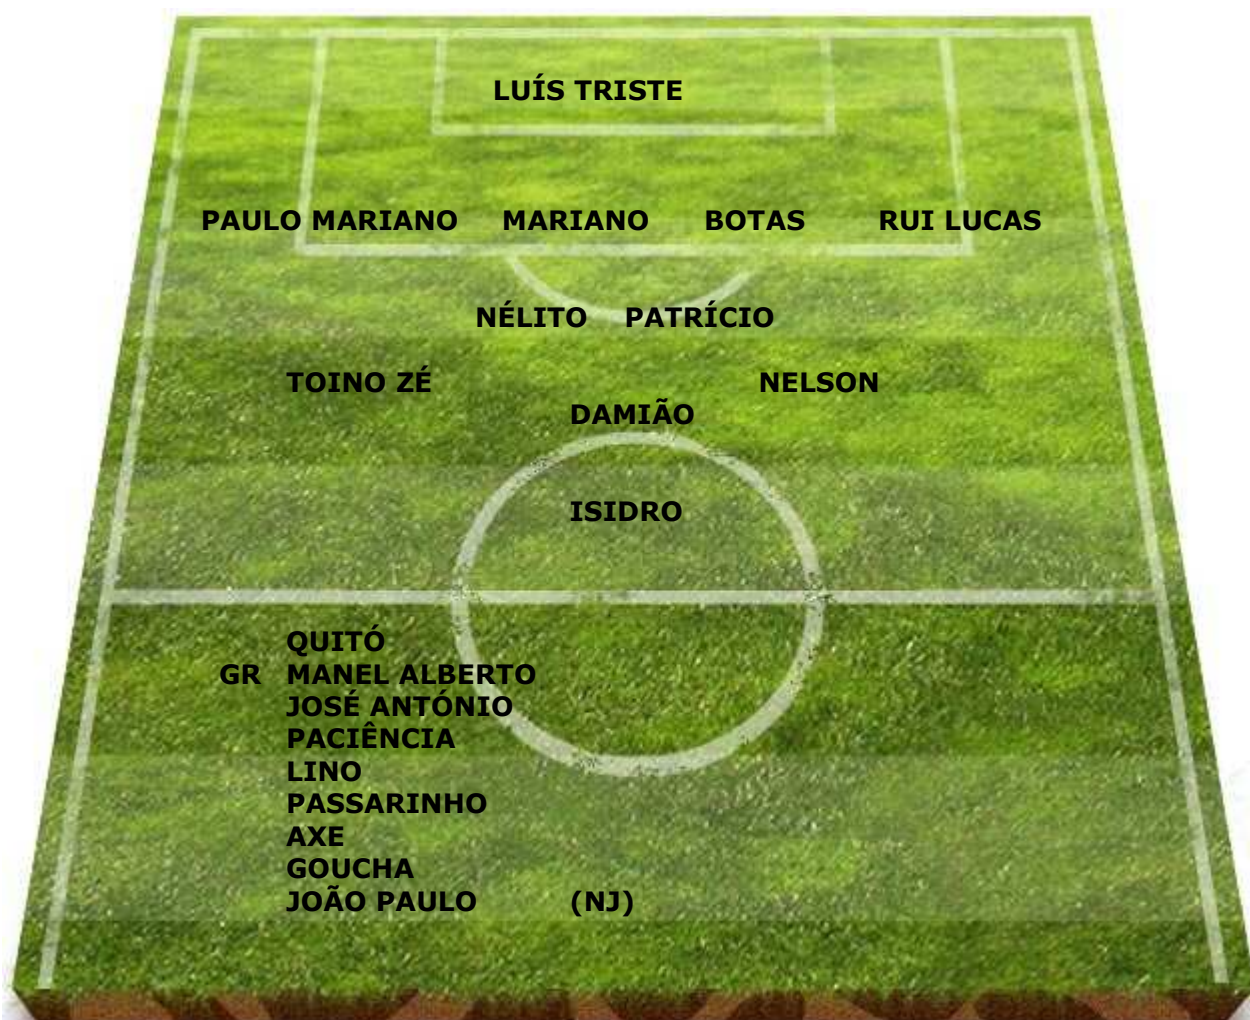 LUÍS TRISTE
PAULO MARIANO MARIANO BOTAS RUI LUCAS
NÉLITO PATRÍCIO
TOINO ZÉ NELSON
DAMIÃO
ISIDRO
QUITÓ
GR MANEL ALBERTO
JOSÉ ANTÓNIO
PACIÊNCIA
LINO
PASSARINHO
AXE
GOUCHA
JOÃO PAULO (NJ)